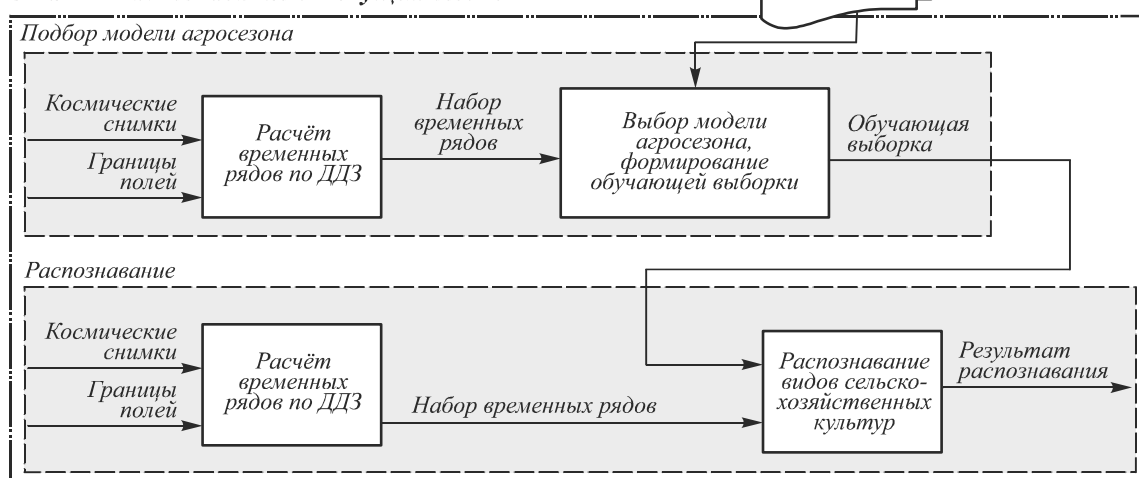 Подбор модели агросезона
Космические
снимки
Границы
полей
Расчёт
временных
рядов по ДДЗ
Набор
временных
рядов
Выбор модели
агросезона,
формирование
обучающей выборки
Обучающая
выборка
Распознавание
Космические
снимки
Границы
полей
Расчёт
временных
рядов по ДДЗ
Набор временных рядов
Распознавание
видов сельско-
хозяйственных
культур
Результат
распознавания